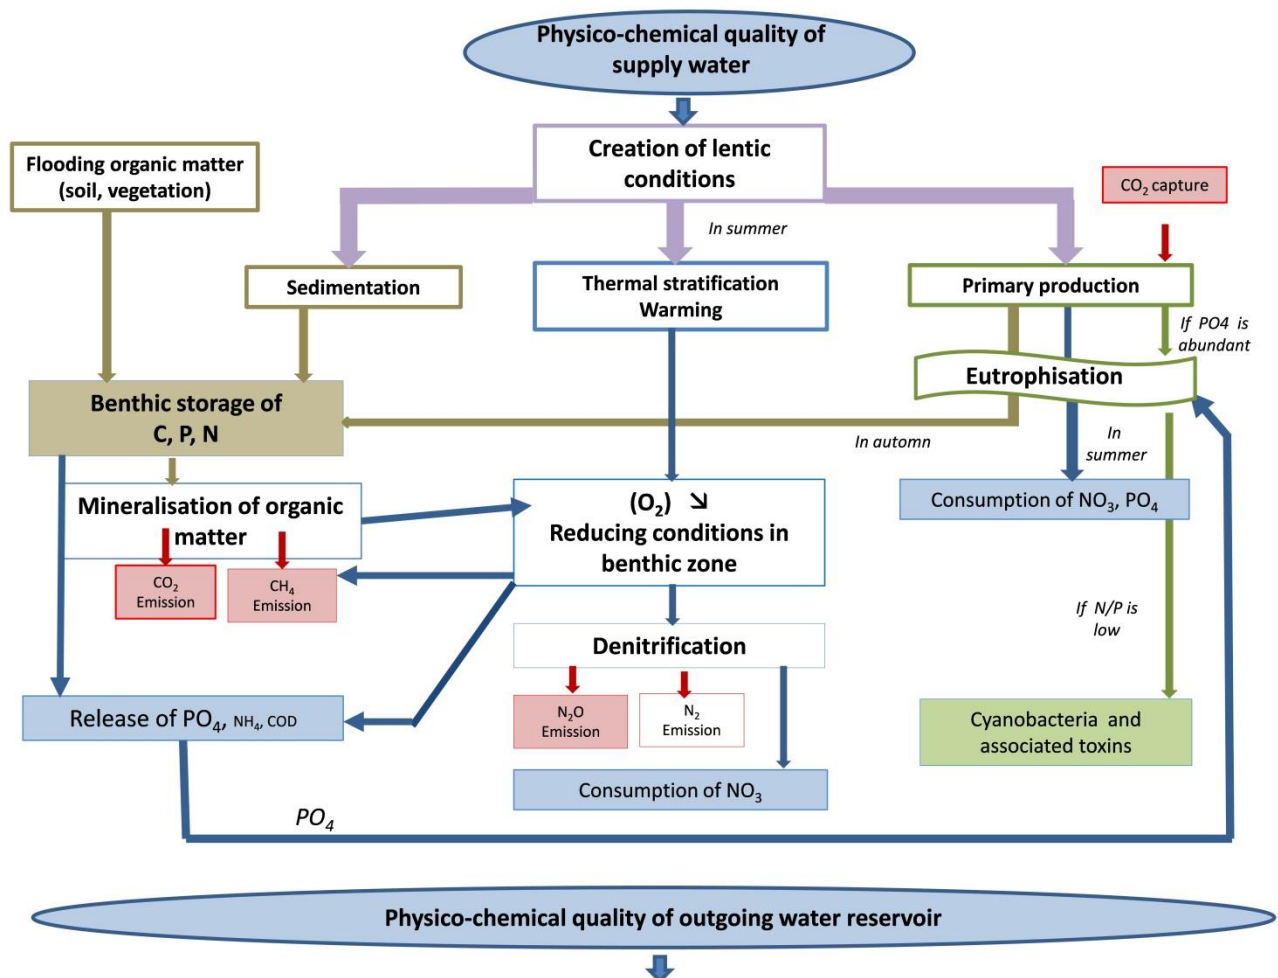 Physico-chemical quality of
supply water
Creation of lentic
conditions
Flooding organic matter
(soil, vegetation)
CO₂ capture
In summer
Sedimentation
Thermal stratification
Warming
Primary production
If PO4 is
abundant
Eutrophisation
Benthic storage of
C, P, N
In automn
In
summer
Mineralisation of organic
matter
(O₂) ↘
Reducing conditions in
benthic zone
Consumption of NO₃, PO₄
CO₂
Emission
CH₄
Emission
If N/P is
low
Denitrification
Release of PO₄, NH₄, COD
N₂O
Emission
N₂
Emission
Cyanobacteria and
associated toxins
Consumption of NO₃
PO₄
Physico-chemical quality of outgoing water reservoir